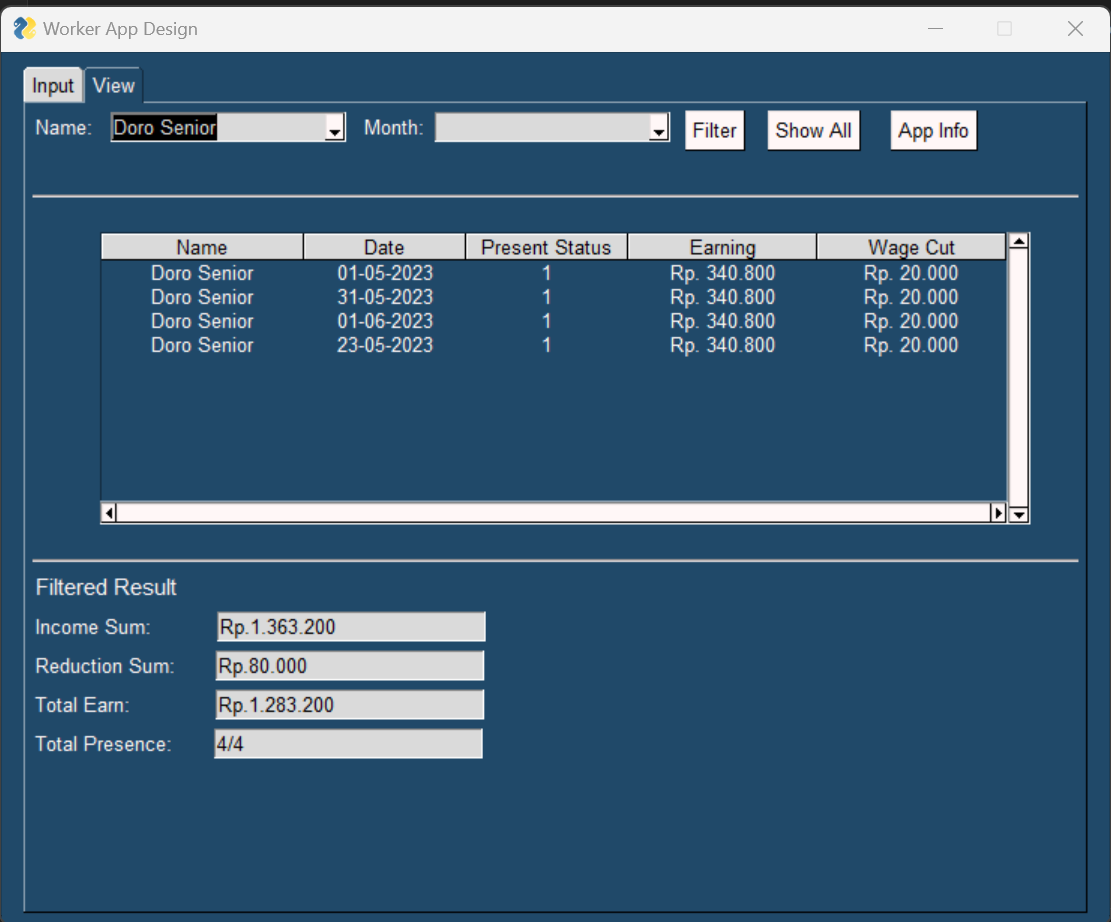 Worker App Design
Input View
Name: Doro Senior Month: Filter Show All App Info
Name Date Present Status Earning Wage Cut
Doro Senior 01-05-2023 1 Rp. 340.800 Rp. 20.000
Doro Senior 31-05-2023 1 Rp. 340.800 Rp. 20.000
Doro Senior 01-06-2023 1 Rp. 340.800 Rp. 20.000
Doro Senior 23-05-2023 1 Rp. 340.800 Rp. 20.000
Filtered Result
Income Sum: Rp.1.363.200
Reduction Sum: Rp.80.000
Total Earn: Rp.1.283.200
Total Presence: 4/4